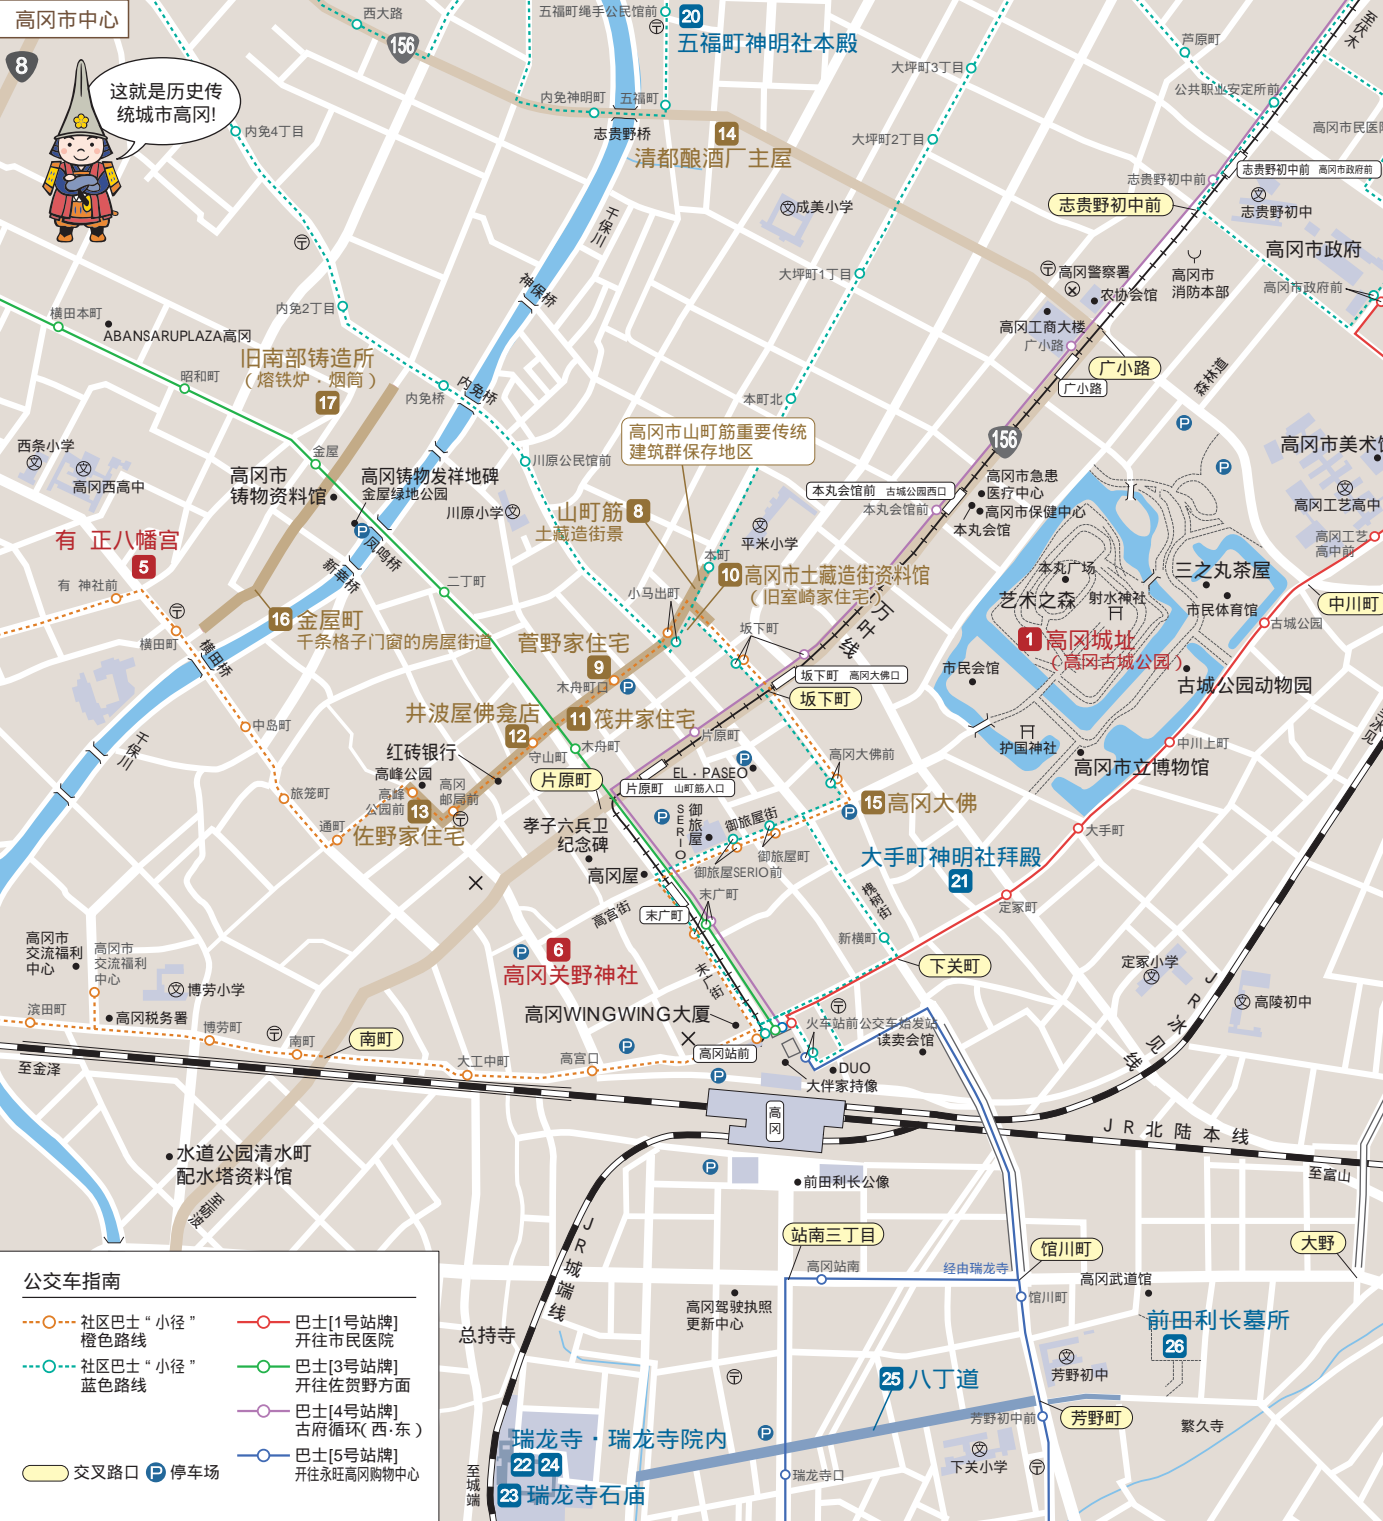 高冈市中心
8
这就是历史传
统城市高冈!
西大路
156
五福町绳手公民馆前
20
五福町神明社本殿
大坪町3丁目
芦原町
至伏木
公共职业安定所前
高冈市民医
内免4丁目
内免神明町
五福町
志贵野桥
14
清都酿酒厂主屋
大坪町2丁目
志贵野初中前
志贵野初中前 高冈市政府前
志贵野初中前
志贵野初中
高冈市政府
高冈市政府前
千保川
成美小学
大坪町1丁目
高冈警察署
农协会馆
高冈市
消防本部
高冈工商大楼
广小路
广小路
广小路
神保桥
内免2丁目
横田本町
ABANSARUPLAZA高冈
旧南部铸造所
(熔铁炉·烟筒)
17
昭和町
内免桥
内免桥
本町北
森林道
156
高冈市山町筋重要传统
建筑群保存地区
西条小学
高冈西高中
金屋
高冈市
铸物资料馆
高冈铸物发祥地碑
金屋绿地公园
川原公民馆前
川原小学
凤鸣桥
新幸桥
山町筋 8
土藏造街景
平米小学
本町
本丸会馆前 古城公园西口
本丸会馆前
高冈市急患
医疗中心
高冈市保健中心
本丸会馆
高冈市美术馆
高冈工艺高中
高冈工艺
高中前
有 正八幡宫
5
有 神社前
二丁町
小马出町
10 高冈市土藏造街资料馆
(旧室崎家住宅)
万叶线
本丸广场
艺术之森
射水神社
三之丸茶屋
市民体育馆
中川町
古城公园
1 高冈城址
(高冈古城公园)
16 金屋町
千条格子门窗的房屋街道
横田町
横田桥
菅野家住宅
9
木舟町口
坂下町
坂下町 高冈大佛口
坂下町
市民会馆
古城公园动物园
护国神社
中川上町
高冈市立博物馆
至冰见
中岛町
千保川
井波屋佛龛店
12
11 筏井家住宅
守山町
木舟町
片原町
红砖银行
高峰公园
高峰
公园前
高冈
邮局前
13
佐野家住宅
旅笼町
通町
片原町
片原町 山町筋入口
EL·PASEO
高冈大佛前
15 高冈大佛
孝子六兵卫
纪念碑
御旅屋
SERIO
御旅屋街
御旅屋町
御旅屋SERIO前
高冈屋
大手町
大手町神明社拜殿
21
定冢町
末广町
末广町
高宫街
末广街
槐树街
新横町
下关町
6
高冈关野神社
高冈市
交流福利
中心
高冈市
交流福利
中心
博劳小学
高冈税务署
滨田町
博劳町
南町
南町
至金泽
大工中町
高宫口
高冈WINGWING大厦
高冈站前
火车站前公交车始发站
读卖会馆
DUO
大伴家持像
定冢小学
高陵初中
JR冰见线
高冈
JR北陆本线
至富山
水道公园清水町
配水塔资料馆
至砺波
前田利长公像
JR城端线
站南三丁目
高冈站南
经由瑞龙寺
馆川町
馆川町
大野
高冈武道馆
高冈驾驶执照
更新中心
总持寺
前田利长墓所
26
25 八丁道
芳野初中
芳野初中前
芳野町
繁久寺
下关小学
瑞龙寺·瑞龙寺院内
22 24
23 瑞龙寺石庙
瑞龙寺口
至城端
公交车指南
社区巴士“小径”
橙色路线
社区巴士“小径”
蓝色路线
巴士[1号站牌]
开往市民医院
巴士[3号站牌]
开往佐贺野方面
巴士[4号站牌]
古府循环(西·东)
巴士[5号站牌]
开往永旺高冈购物中心
交叉路口
P 停车场